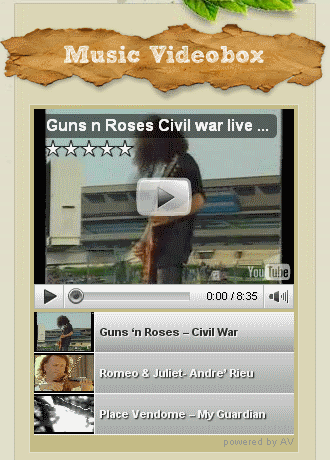 Music Videobox
Guns n Roses Civil war live ...
YouTube
0:00 / 8:35
Guns ‘n Roses – Civil War
Romeo & Juliet- Andre’ Rieu
Place Vendome – My Guardian
powered by AV